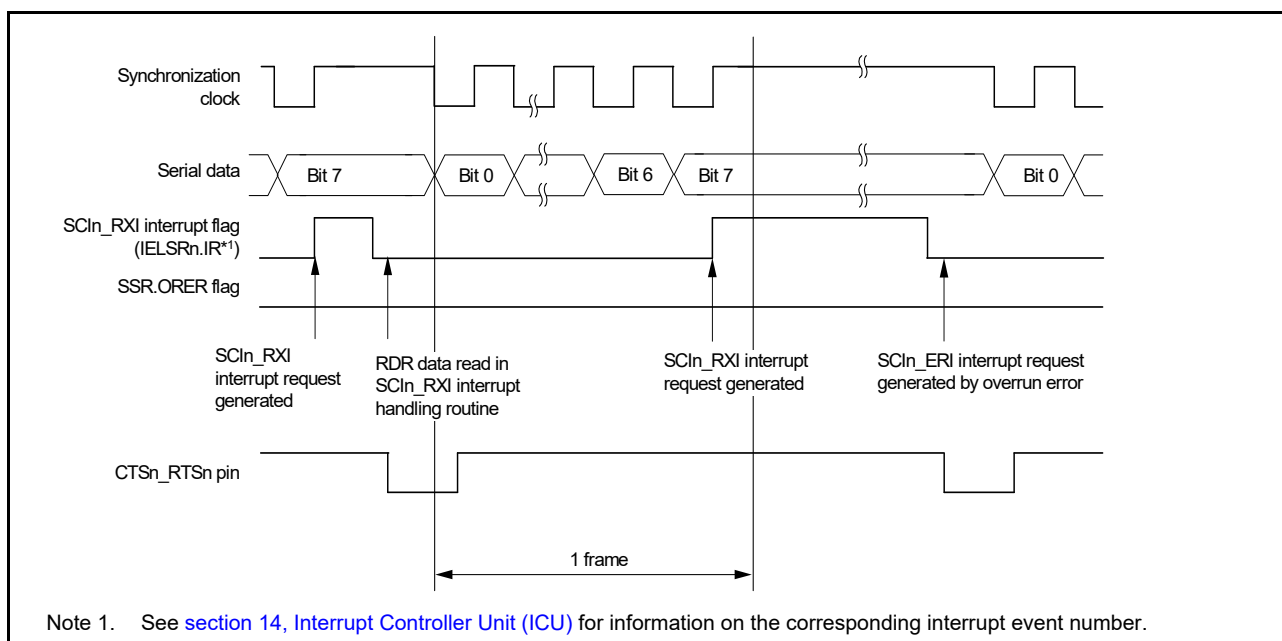 Synchronization
clock
Serial data
Bit 7
Bit 0
Bit 6
Bit 7
Bit 0
SCIn_RXI interrupt flag
(IELSRn.IR*1)
SSR.ORER flag
SCIn_RXI
interrupt request
generated
RDR data read in
SCIn_RXI interrupt
handling routine
SCIn_RXI interrupt
request generated
SCIn_ERI interrupt request
generated by overrun error
CTSn_RTSn pin
1 frame
Note 1. See section 14, Interrupt Controller Unit (ICU) for information on the corresponding interrupt event number.